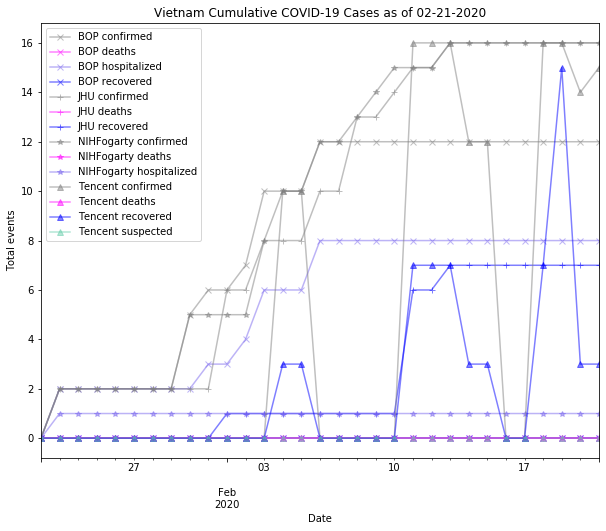 Vietnam Cumulative COVID-19 Cases as of 02-21-2020
BOP confirmed
BOP deaths
BOP hospitalized
BOP recovered
JHU confirmed
JHU deaths
JHU recovered
NIHFogarty confirmed
NIHFogarty deaths
NIHFogarty hospitalized
Tencent confirmed
Tencent deaths
Tencent recovered
Tencent suspected
Total events
16
14
12
10
8
6
4
2
0
27
03
10
17
Feb
2020
Date